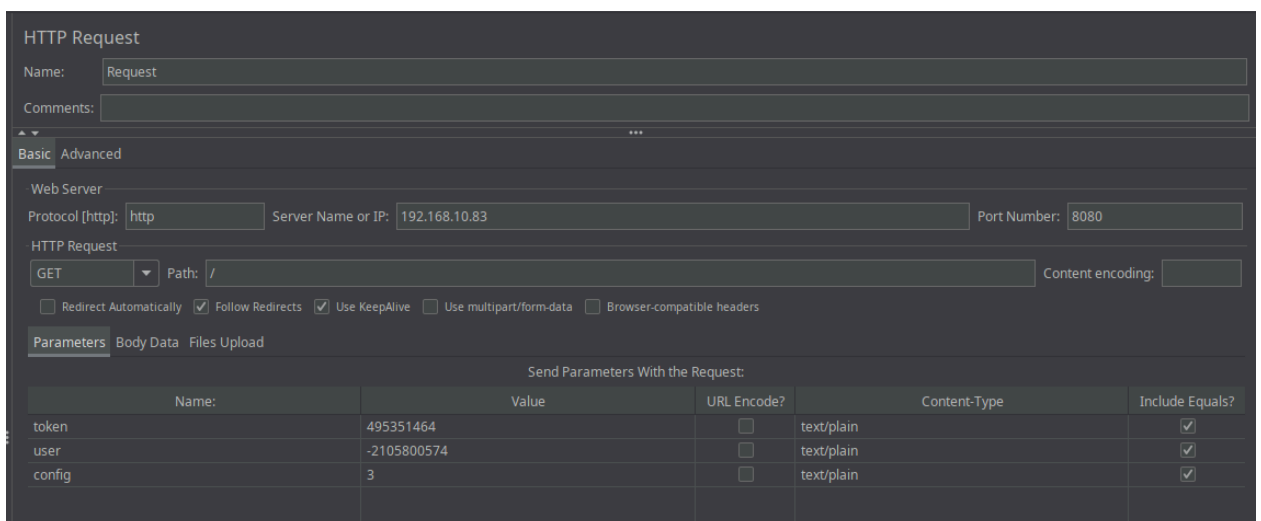 HTTP Request
Name: Request
Comments:
Basic Advanced
Web Server
Protocol [http]: http Server Name or IP: 192.168.10.83 Port Number: 8080
HTTP Request
GET Path: / Content encoding:
Redirect Automatically Follow Redirects Use KeepAlive Use multipart/form-data Browser-compatible headers
Parameters Body Data Files Upload
Send Parameters With the Request:
Name: Value URL Encode? Content-Type Include Equals?
token 495351464 text/plain
user -2105800574 text/plain
config 3 text/plain